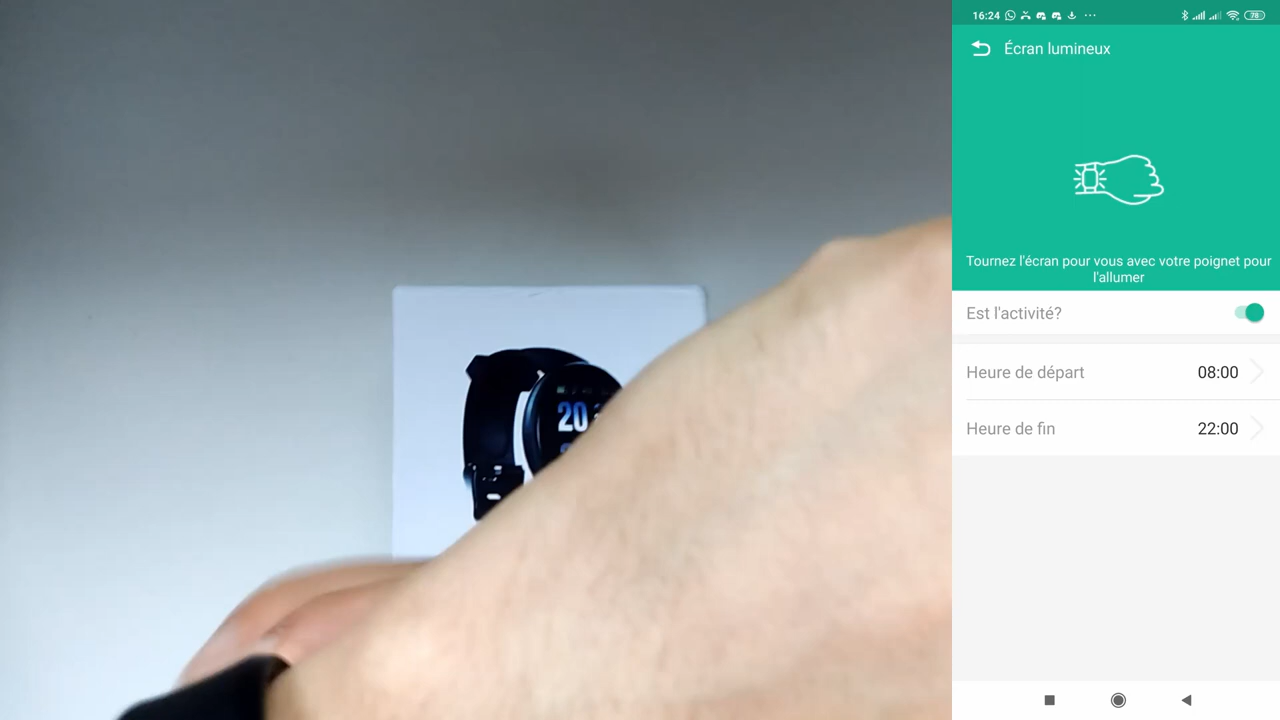 20
16:24
78
Écran lumineux
Tournez l'écran pour vous avec votre poignet pour
l'allumer
Est l'activité?
Heure de départ 08:00
Heure de fin 22:00